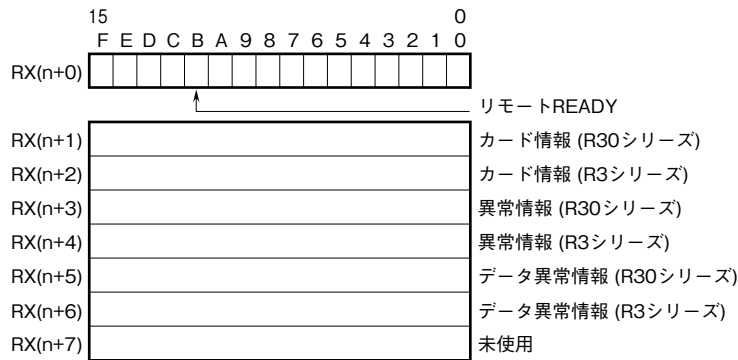 15 0
F E D C B A 9 8 7 6 5 4 3 2 1 0
RX(n+0)
リモートREADY
RX(n+1) カード情報 (R30シリーズ)
RX(n+2) カード情報 (R3シリーズ)
RX(n+3) 異常情報 (R30シリーズ)
RX(n+4) 異常情報 (R3シリーズ)
RX(n+5) データ異常情報 (R30シリーズ)
RX(n+6) データ異常情報 (R3シリーズ)
RX(n+7) 未使用